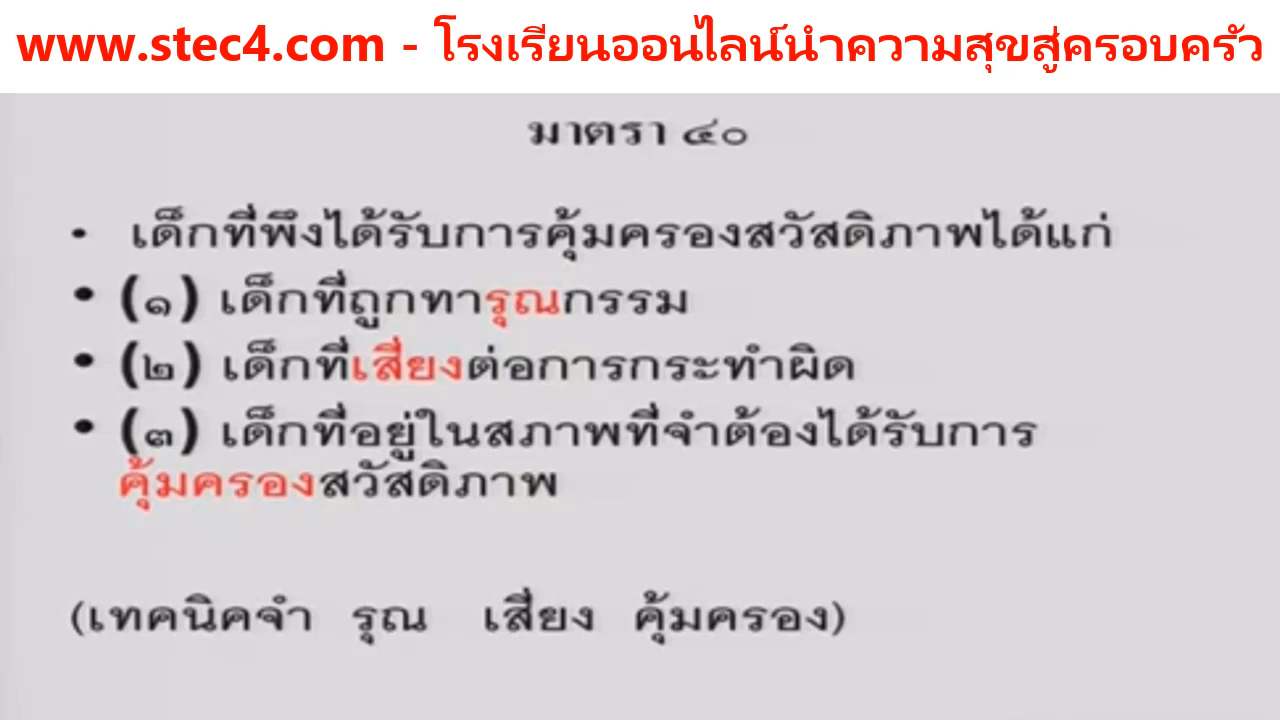 www.stec4.com - โรงเรียนออนไลน์นำความสุขสู่ครอบครัว
มาตรา ๔๐
• เด็กที่พึงได้รับการคุ้มครองสวัสดิภาพได้แก่
• (๑) เด็กที่ถูกทารุณกรรม
• (๒) เด็กที่เสี่ยงต่อการกระทำผิด
• (๓) เด็กที่อยู่ในสภาพที่จำต้องได้รับการ
คุ้มครองสวัสดิภาพ
(เทคนิคจำ รุณ เสี่ยง คุ้มครอง)